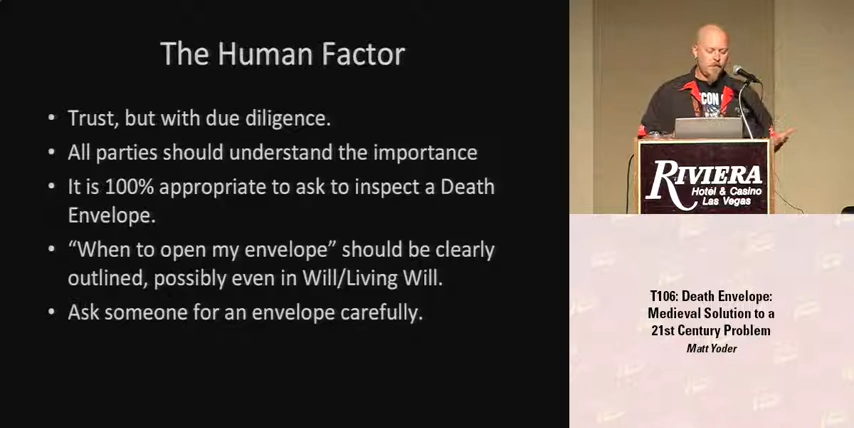 The Human Factor
• Trust, but with due diligence.
• All parties should understand the importance
• It is 100% appropriate to ask to inspect a Death
Envelope.
• “When to open my envelope” should be clearly
outlined, possibly even in Will/Living Will.
• Ask someone for an envelope carefully.
CON
RIVIERA
Hotel & Casino
Las Vegas
T106: Death Envelope:
Medieval Solution to a
21st Century Problem
Matt Yoder